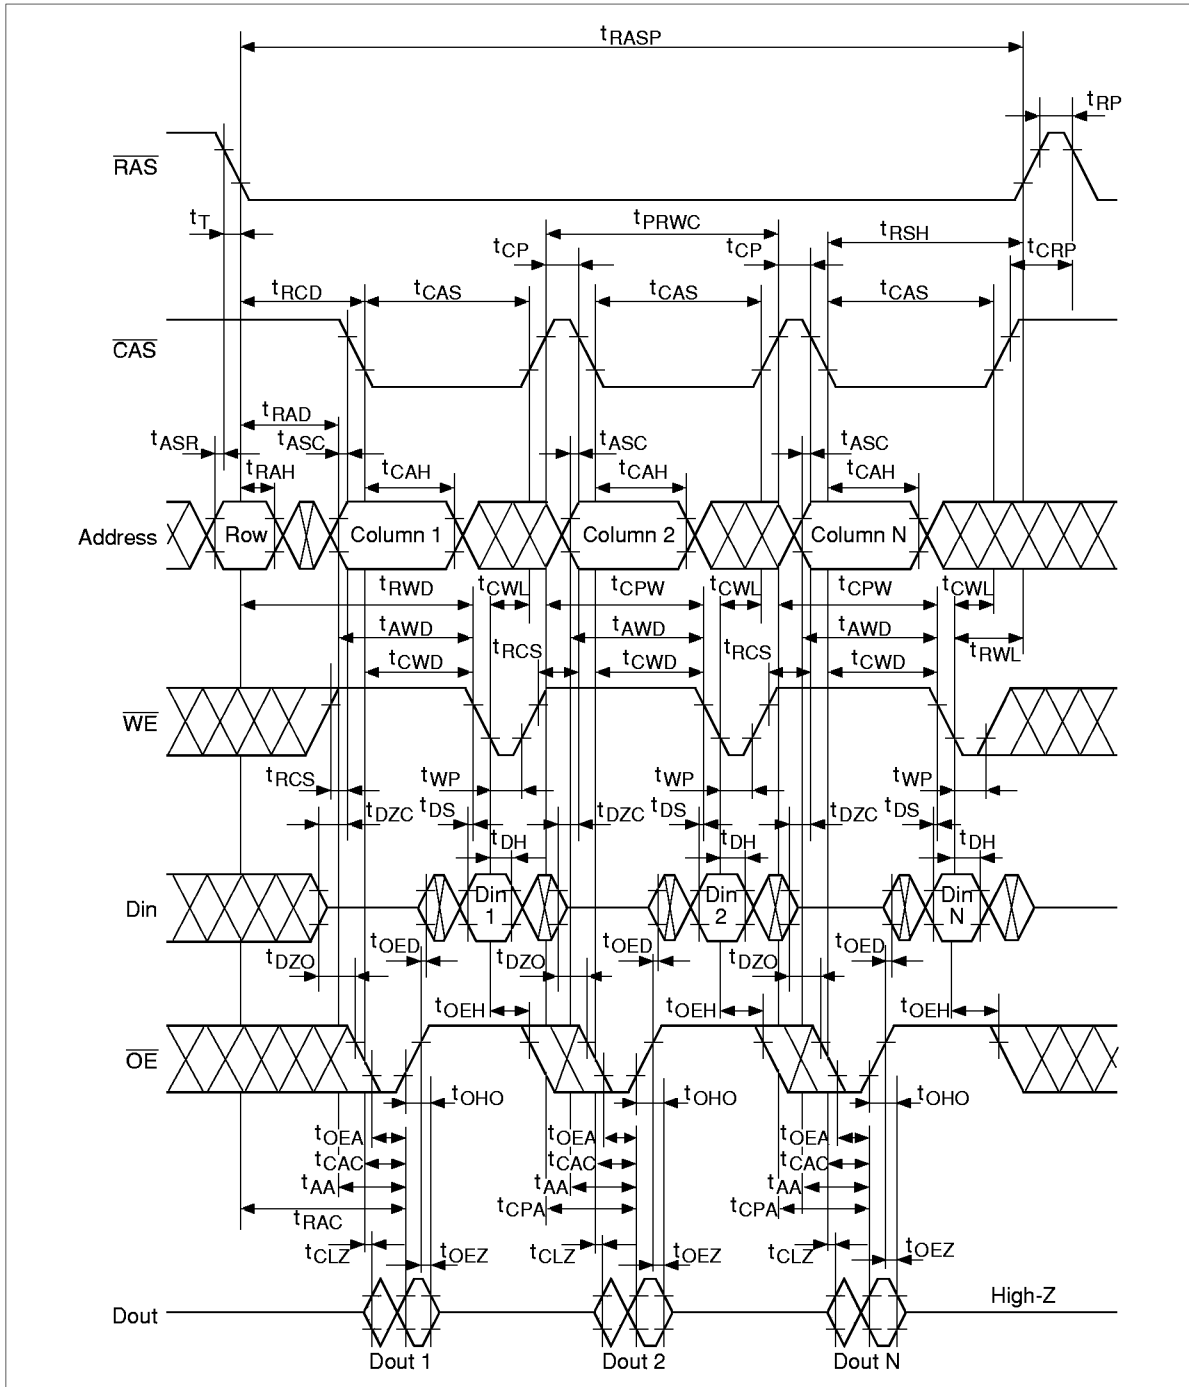 tRASP
tRP
RAS
tT
tPRWC
tRSH
tCP
tCP
tCRP
tRCD
tCAS
tCAS
tCAS
CAS
tRAD
tASR
tASC
tASC
tASC
tRAH
tCAH
tCAH
tCAH
Address
Row
Column 1
Column 2
Column N
tRWD
tCWL
tCPW
tCWL
tCPW
tCWL
tAWD
tAWD
tAWD
tRCS
tRCS
tRWL
tCWD
tCWD
tCWD
WE
tRCS
tWP
tWP
tWP
tDZC
tDS
tDZC
tDS
tDZC
tDS
tDH
tDH
tDH
Din
Din 1
Din 2
Din N
tOED
tOED
tOED
tDZO
tDZO
tDZO
tOEH
tOEH
tOEH
OE
tOHO
tOHO
tOHO
tOEA
tOEA
tOEA
tCAC
tCAC
tCAC
tAA
tAA
tAA
tRAC
tCPA
tCPA
tCLZ
tOEZ
tCLZ
tOEZ
tCLZ
tOEZ
High-Z
Dout
Dout 1
Dout 2
Dout N